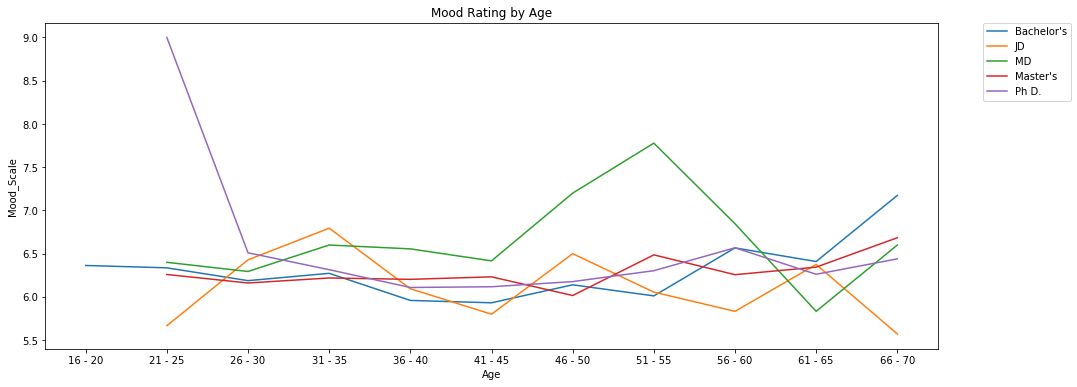 Mood Rating by Age
Bachelor's
JD
MD
Master's
Ph D.
Mood_Scale
9.0
8.5
8.0
7.5
7.0
6.5
6.0
5.5
16 - 20
21 - 25
26 - 30
31 - 35
36 - 40
41 - 45
46 - 50
51 - 55
56 - 60
61 - 65
66 - 70
Age